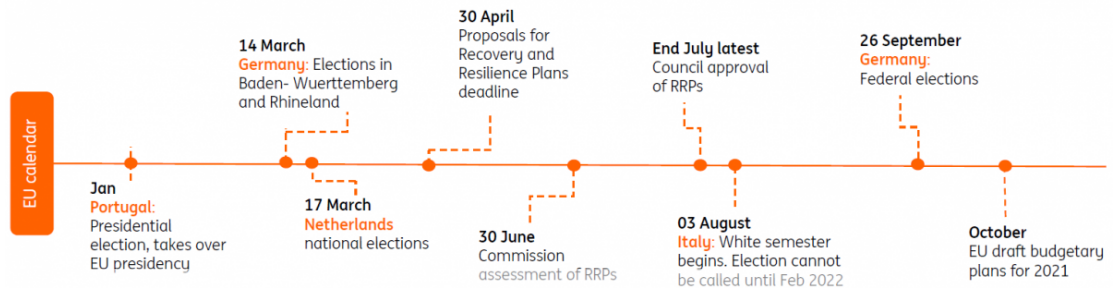 EU calendar
Jan
Portugal:
Presidential
election, takes over
EU presidency
14 March
Germany: Elections in
Baden- Wuerttemberg
and Rhineland
17 March
Netherlands
national elections
30 April
Proposals for
Recovery and
Resilience Plans
deadline
30 June
Commission
assessment of RRPs
End July latest
Council approval
of RRPs
03 August
Italy: White semester
begins. Election cannot
be called until Feb 2022
26 September
Germany:
Federal elections
October
EU draft budgetary
plans for 2021